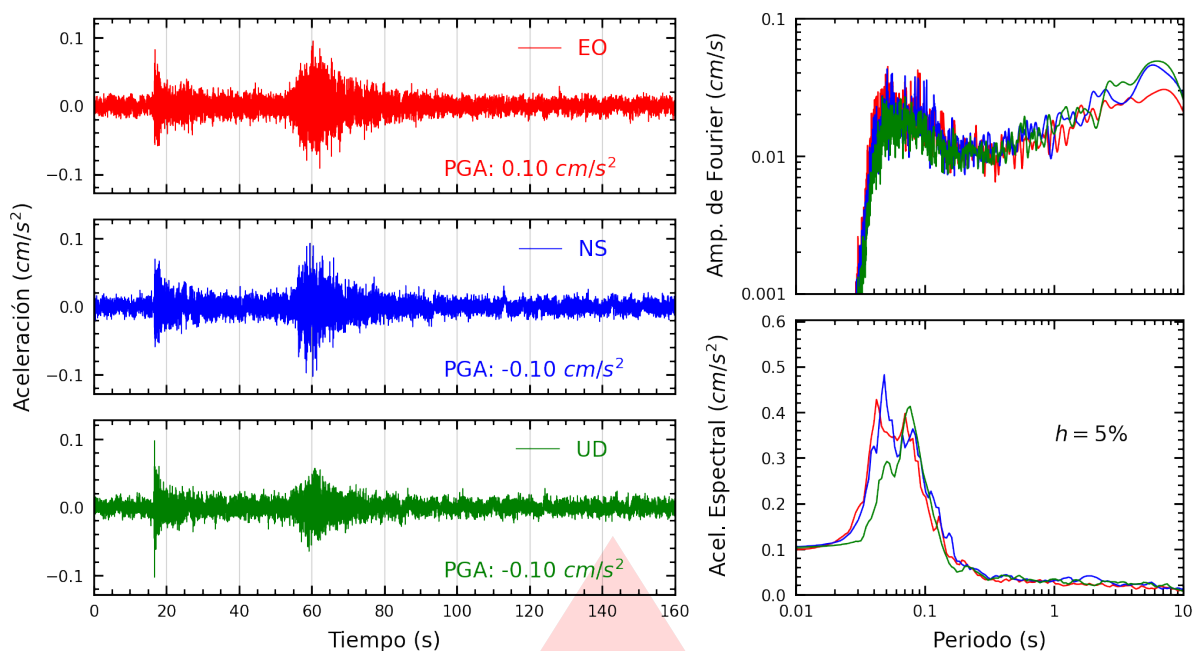 Aceleración (cm/s²)
0.1
0.0
−0.1
EO
PGA: 0.10 cm/s²
0.1
0.0
−0.1
NS
PGA: -0.10 cm/s²
0.1
0.0
−0.1
UD
PGA: -0.10 cm/s²
0 20 40 60 80 100 120 140 160
Tiempo (s)
Amp. de Fourier (cm/s)
0.1
0.01
0.001
Acel. Espectral (cm/s²)
0.6
0.5
0.4
0.3
0.2
0.1
0.0
h = 5%
0.01 0.1 1 10
Periodo (s)